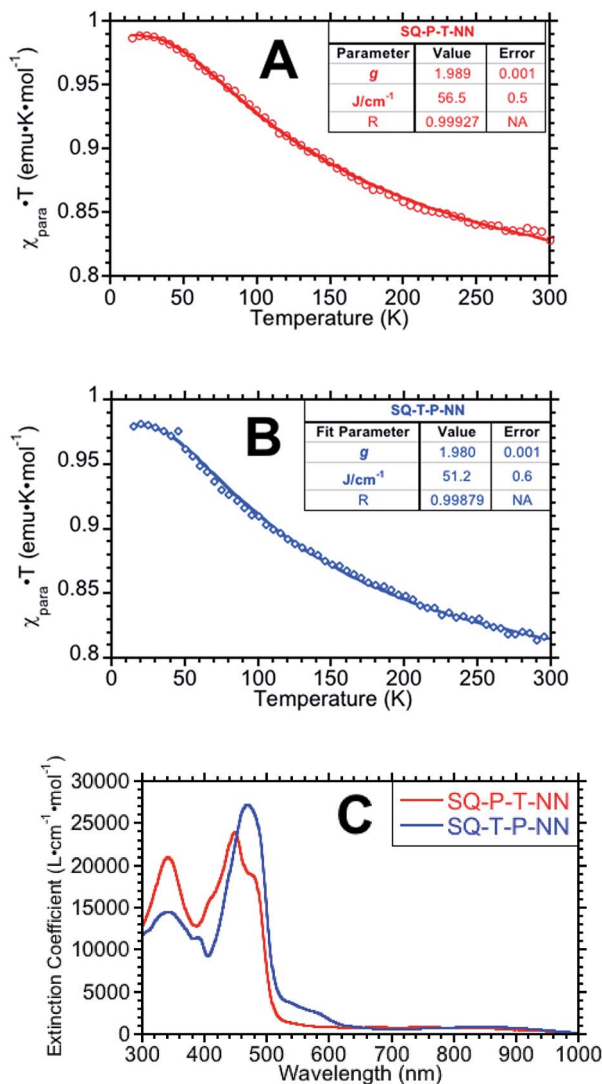 1
0.95
0.9
0.85
0.8
χpara •T (emu•K•mol-1)
A
SQ-P-T-NN
Parameter Value Error
g 1.989 0.001
J/cm-1 56.5 0.5
R 0.99927 NA
0 50 100 150 200 250 300
Temperature (K)
1
0.95
0.9
0.85
0.8
χpara •T (emu•K•mol-1)
B
SQ-T-P-NN
Fit Parameter Value Error
g 1.980 0.001
J/cm-1 51.2 0.6
R 0.99879 NA
0 50 100 150 200 250 300
Temperature (K)
30000
25000
20000
15000
10000
5000
0
Extinction Coefficient (L•cm-1•mol-1)
C
SQ-P-T-NN
SQ-T-P-NN
300 400 500 600 700 800 900 1000
Wavelength (nm)